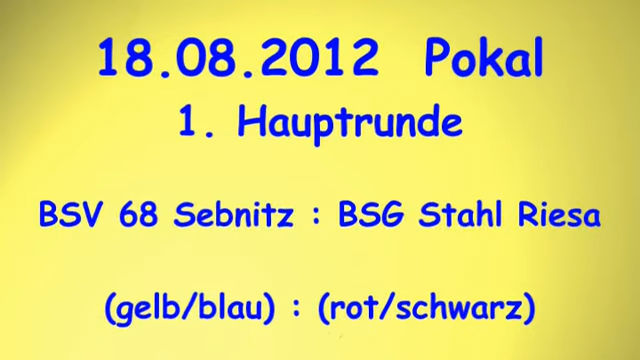 18.08.2012 Pokal
1. Hauptrunde
BSV 68 Sebnitz : BSG Stahl Riesa
(gelb/blau) : (rot/schwarz)